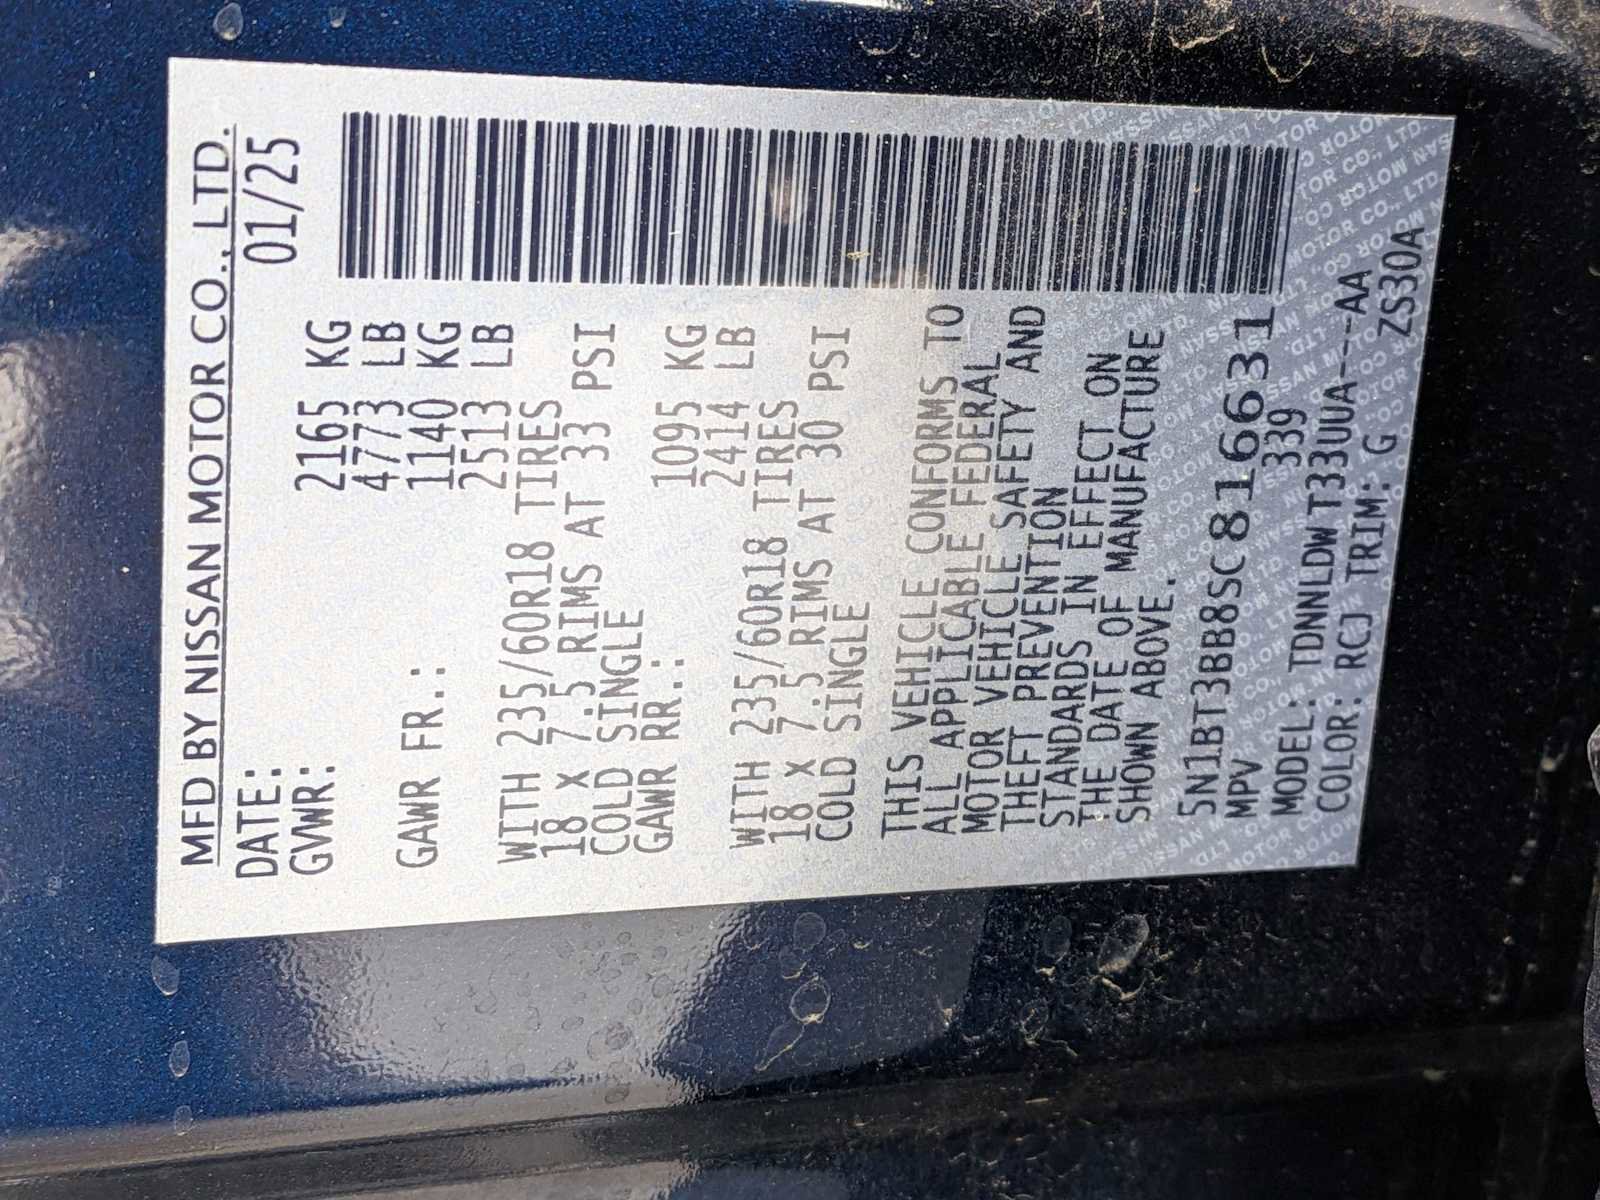 MFD BY NISSAN MOTOR CO., LTD.
DATE: 01/25
GVWR: 2165 KG
4773 LB
GAWR FR.: 1140 KG
2513 LB
WITH 235/60R18 TIRES
18 X 7.5 RIMS AT 33 PSI
COLD SINGLE
GAWR RR.: 1095 KG
2414 LB
WITH 235/60R18 TIRES
18 X 7.5 RIMS AT 30 PSI
COLD SINGLE
THIS VEHICLE CONFORMS TO
ALL APPLICABLE FEDERAL
MOTOR VEHICLE SAFETY AND
THEFT PREVENTION
STANDARDS IN EFFECT ON
THE DATE OF MANUFACTURE
SHOWN ABOVE.
5N1BT3BB8SC816631
MPV 339
MODEL: TDNNLDW T33UUA---AA
COLOR: RCJ TRIM: G ZS30A